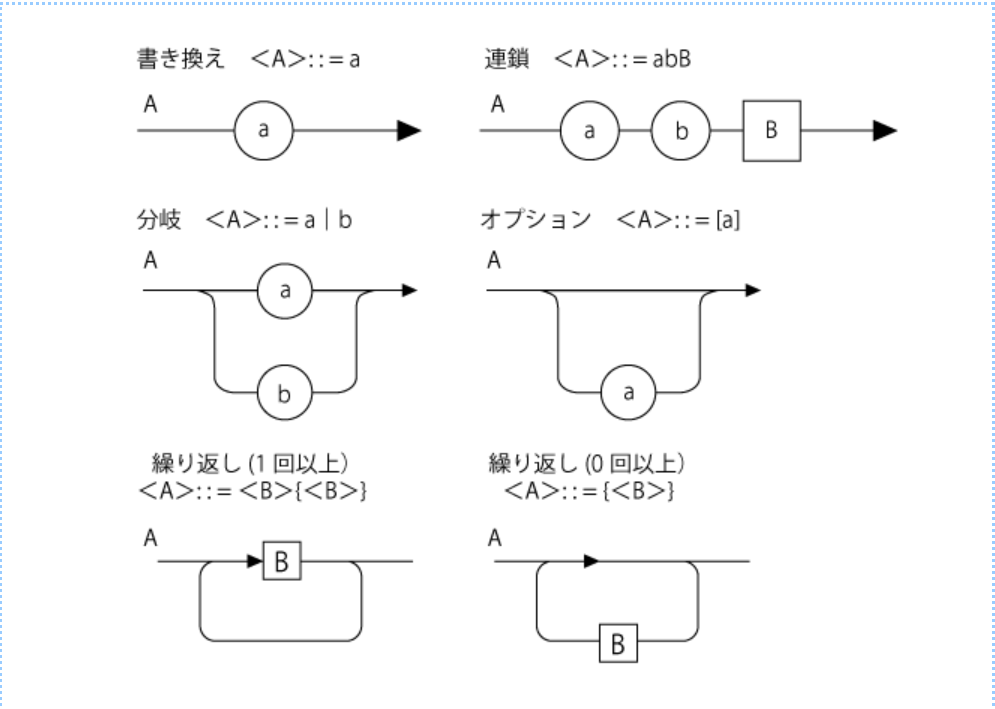 書き換え　<A>::= a
連鎖　<A>::= abB
A
a
A
a
b
B
分岐　<A>::= a | b
オプション　<A>::= [a]
A
a
b
A
a
繰り返し (1 回以上)
<A>::= <B>{<B>}
繰り返し (0 回以上)
<A>::= {<B>}
A
B
A
B